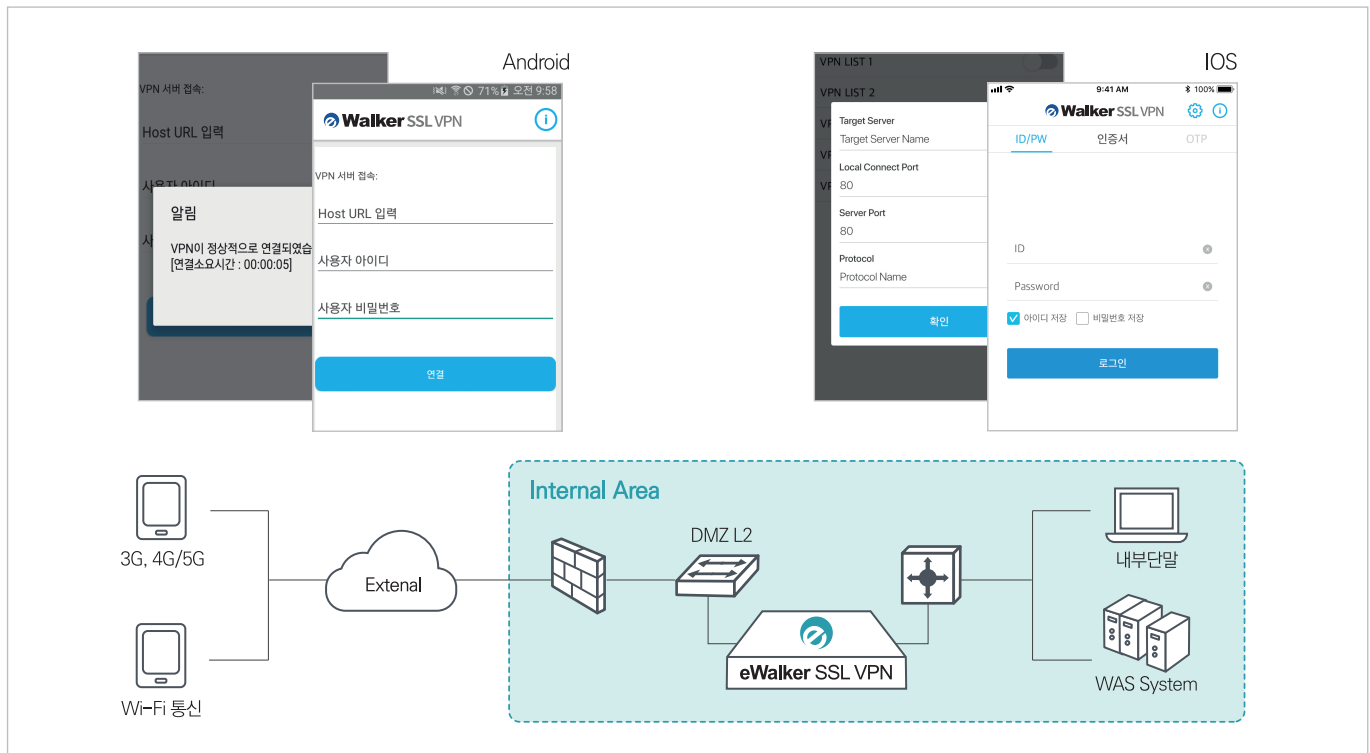 Android
VPN 서버 접속:
Host URL 입력
사용자 아이디
알림
VPN이 정상적으로 연결되였습
[연결소요시간 : 00:00:05]
71% 오전 9:58
eWalker SSL VPN
VPN 서버 접속:
Host URL 입력
사용자 아이디
사용자 비밀번호
연결
IOS
VPN LIST 1
VPN LIST 2
Target Server
Target Server Name
Local Connect Port
80
Server Port
80
Protocol
Protocol Name
확인
9:41 AM 100%
eWalker SSL VPN
ID/PW 인증서 OTP
ID
Password
아이디 저장 비밀번호 저장
로그인
Internal Area
3G, 4G/5G
Wi-Fi 통신
Extenal
DMZ L2
eWalker SSL VPN
내부단말
WAS System